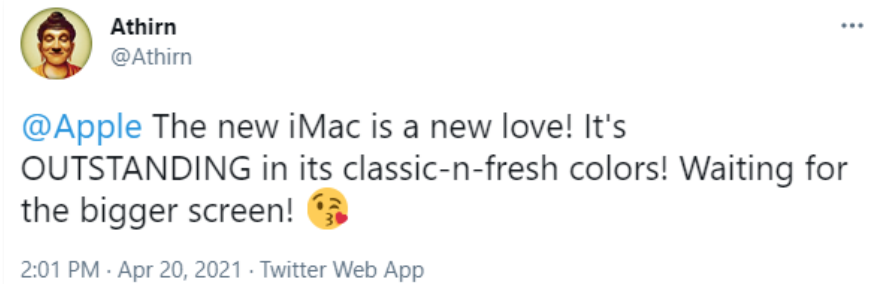 Athirn
@Athirn
@Apple The new iMac is a new love! It's
OUTSTANDING in its classic-n-fresh colors! Waiting for
the bigger screen! 😘
2:01 PM · Apr 20, 2021 · Twitter Web App